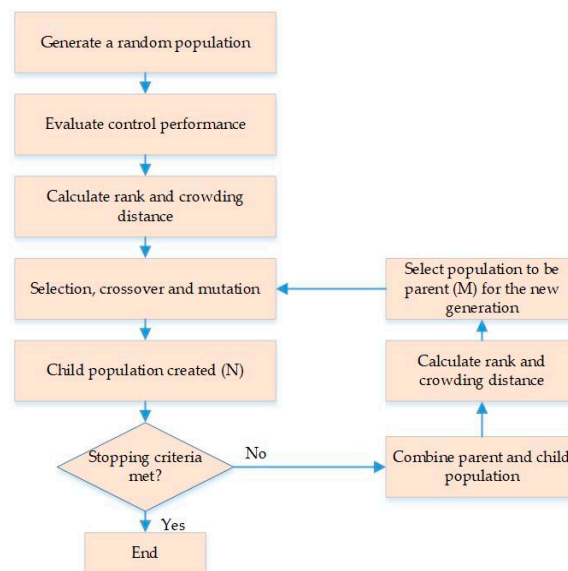 Generate a random population
Evaluate control performance
Calculate rank and crowding
distance
Selection, crossover and mutation
Child population created (N)
Stopping criteria
met?
Yes
End
No
Combine parent and child
population
Calculate rank and
crowding distance
Select population to be
parent (M) for the new
generation